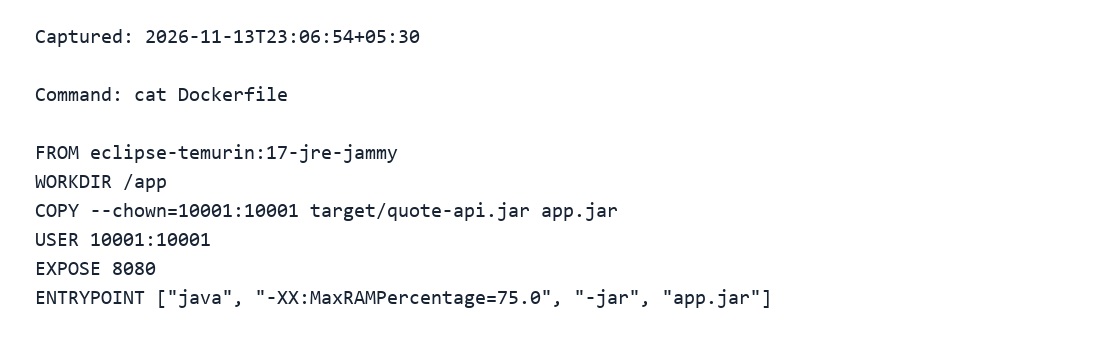 Captured: 2026-11-13T23:06:54+05:30
Command: cat Dockerfile
FROM eclipse-temurin:17-jre-jammy
WORKDIR /app
COPY --chown=10001:10001 target/quote-api.jar app.jar
USER 10001:10001
EXPOSE 8080
ENTRYPOINT ["java", "-XX:MaxRAMPercentage=75.0", "-jar", "app.jar"]